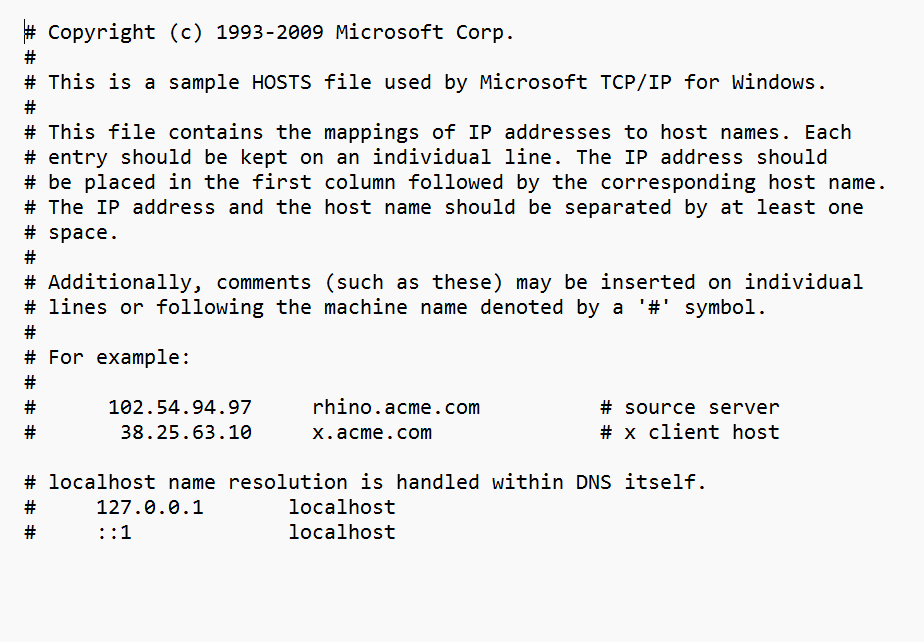 # Copyright (c) 1993-2009 Microsoft Corp.
#
# This is a sample HOSTS file used by Microsoft TCP/IP for Windows.
#
# This file contains the mappings of IP addresses to host names. Each
# entry should be kept on an individual line. The IP address should
# be placed in the first column followed by the corresponding host name.
# The IP address and the host name should be separated by at least one
# space.
#
# Additionally, comments (such as these) may be inserted on individual
# lines or following the machine name denoted by a '#' symbol.
#
# For example:
#
#      102.54.94.97     rhino.acme.com          # source server
#       38.25.63.10     x.acme.com              # x client host

# localhost name resolution is handled within DNS itself.
#     127.0.0.1       localhost
#     ::1             localhost